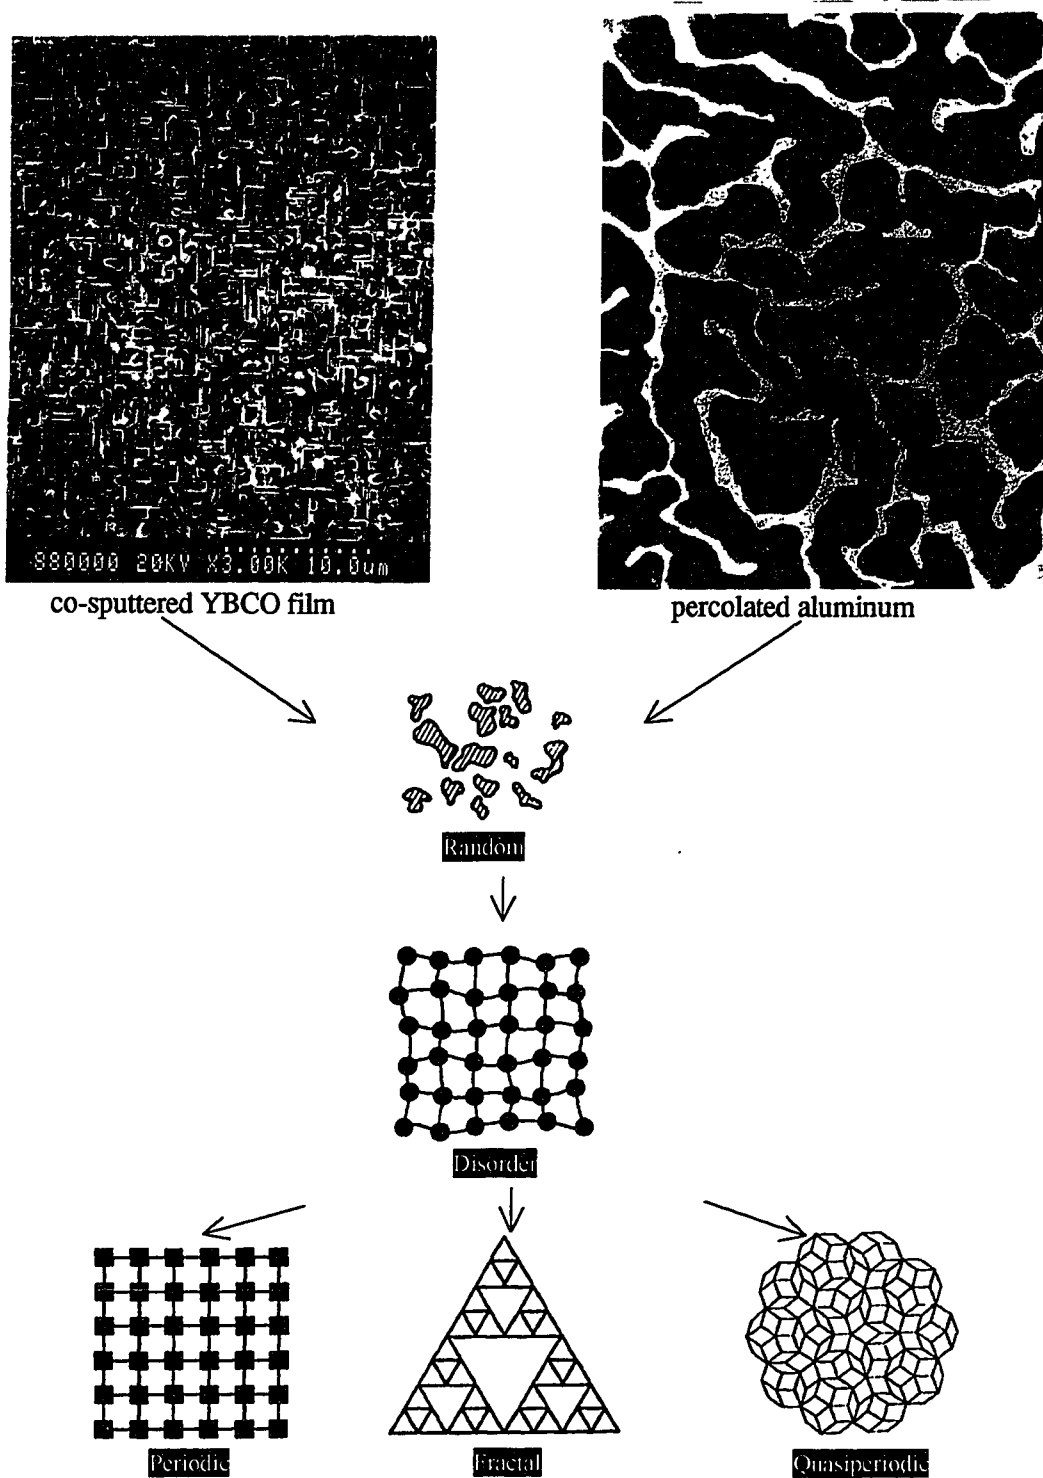 880000 20KV X3.00K 10.0um
co-sputtered YBCO film
percolated aluminum
Random
Disorder
Periodic
Fractal
Quasiperiodic